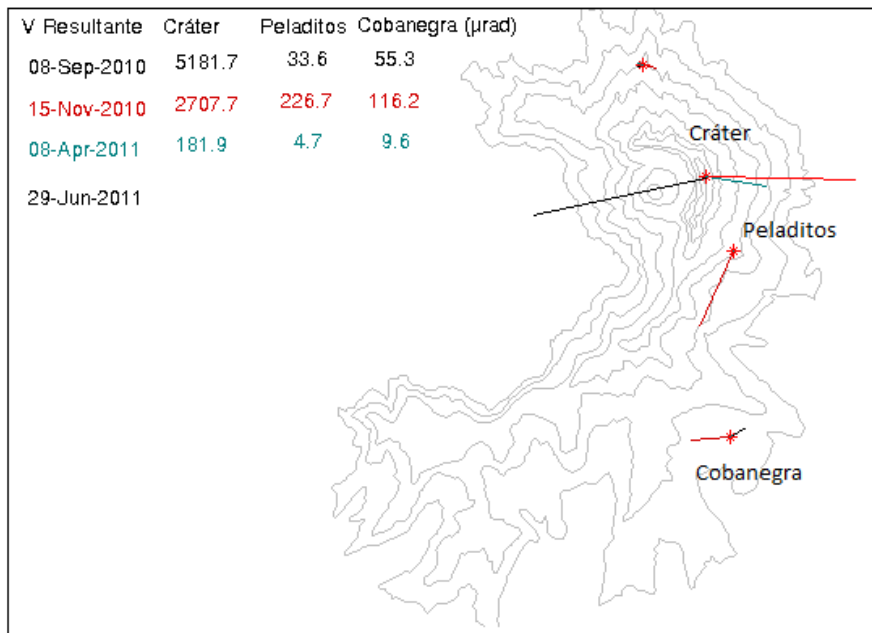 V Resultante Cráter Peladitos Cobanegra (µrad)
08-Sep-2010 5181.7 33.6 55.3
15-Nov-2010 2707.7 226.7 116.2
08-Apr-2011 181.9 4.7 9.6
29-Jun-2011
Cráter
Peladitos
Cobanegra